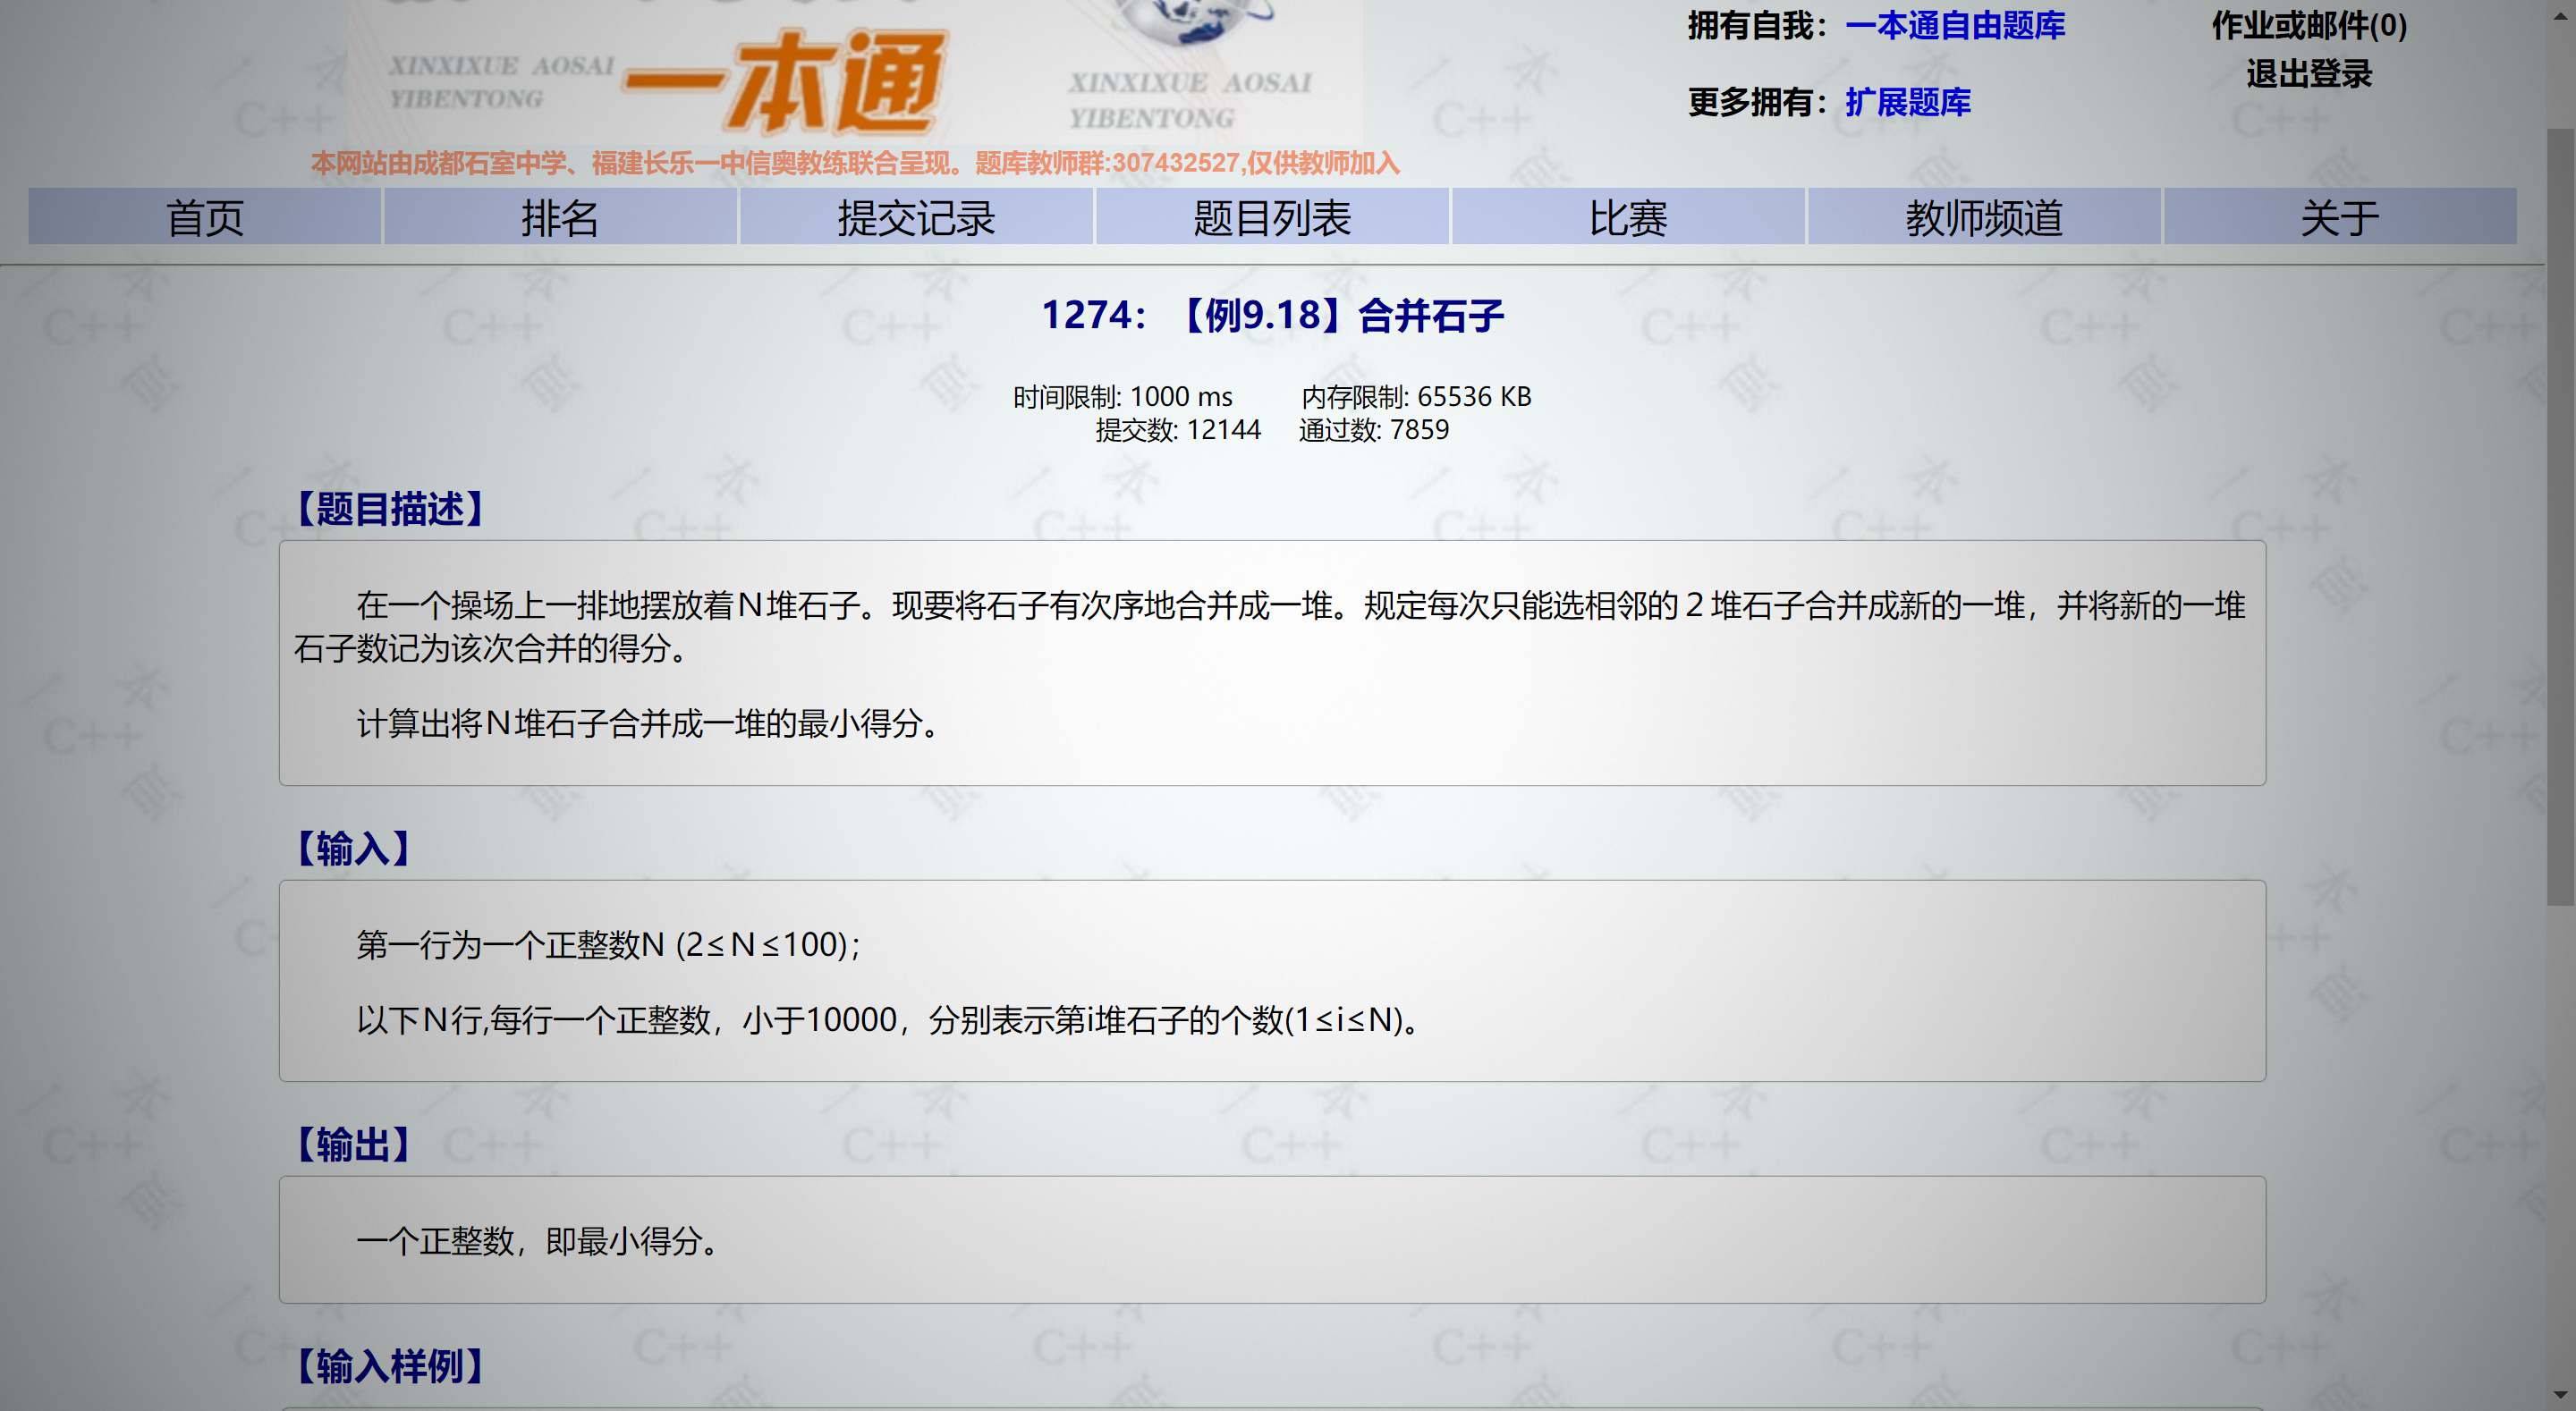 XINXIXUE AOSAI
YIBENTONG
一本通
XINXIXUE AOSAI
YIBENTONG
拥有自我：一本通自由题库
更多拥有：扩展题库
作业或邮件(0)
退出登录
本网站由成都石室中学、福建长乐一中信奥教练联合呈现。题库教师群:307432527,仅供教师加入
首页 排名 提交记录 题目列表 比赛 教师频道 关于
1274：【例9.18】合并石子
时间限制: 1000 ms 内存限制: 65536 KB
提交数: 12144 通过数: 7859
【题目描述】
在一个操场上一排地摆放着Ｎ堆石子。现要将石子有次序地合并成一堆。规定每次只能选相邻的２堆石子合并成新的一堆，并将新的一堆
石子数记为该次合并的得分。
计算出将Ｎ堆石子合并成一堆的最小得分。
【输入】
第一行为一个正整数N (2≤Ｎ≤100)；
以下Ｎ行,每行一个正整数，小于10000，分别表示第i堆石子的个数(1≤i≤N)。
【输出】
一个正整数，即最小得分。
【输入样例】